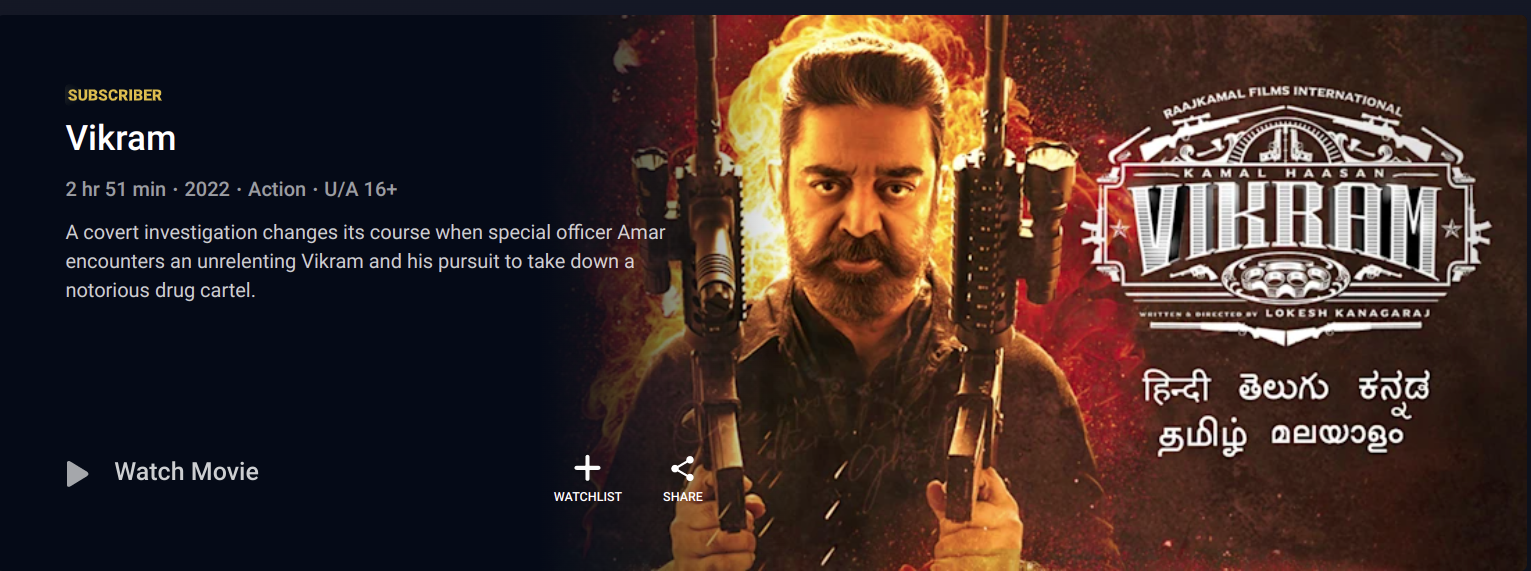 SUBSCRIBER
Vikram
2 hr 51 min · 2022 · Action · U/A 16+
A covert investigation changes its course when special officer Amar
encounters an unrelenting Vikram and his pursuit to take down a
notorious drug cartel.
Watch Movie
WATCHLIST
SHARE
RAAJKAMAL FILMS INTERNATIONAL
KAMAL HAASAN
VIKRAM
WRITTEN & DIRECTED BY LOKESH KANAGARAJ
हिन्दी తెలుగు ಕನ್ನಡ
தமிழ் മലയാളം